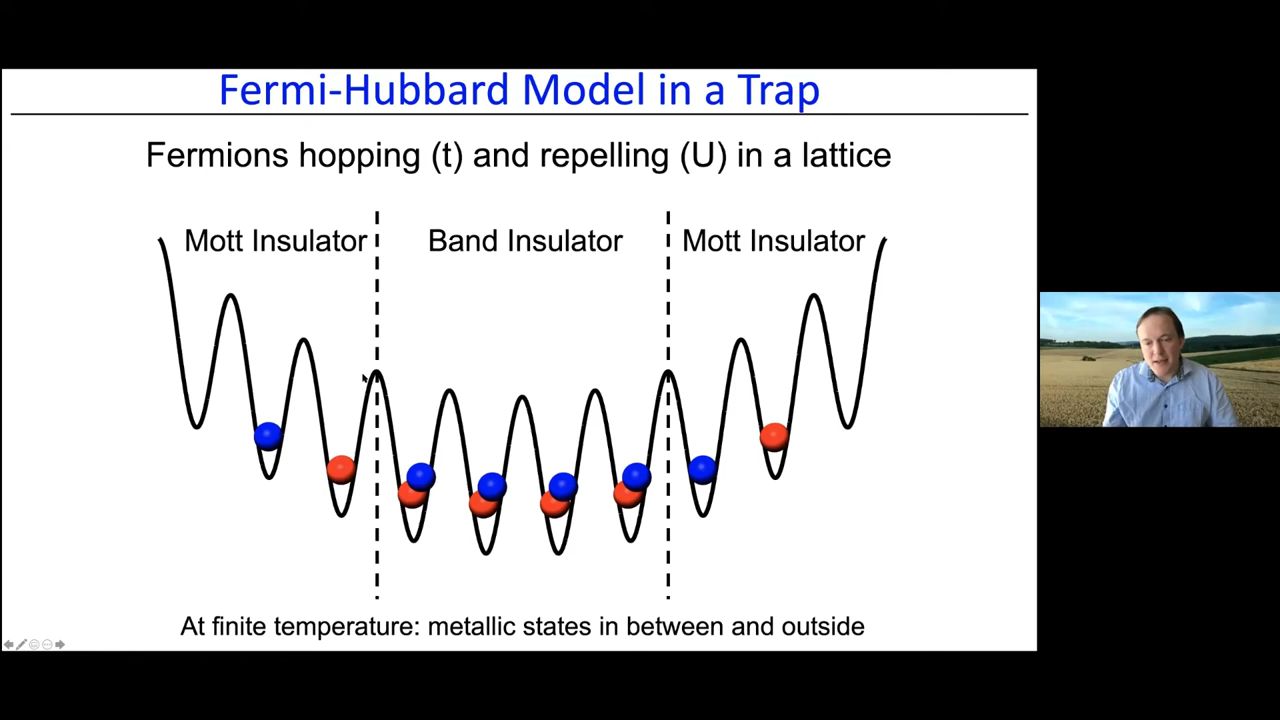 Fermi-Hubbard Model in a Trap
Fermions hopping (t) and repelling (U) in a lattice
Mott Insulator
Band Insulator
Mott Insulator
At finite temperature: metallic states in between and outside